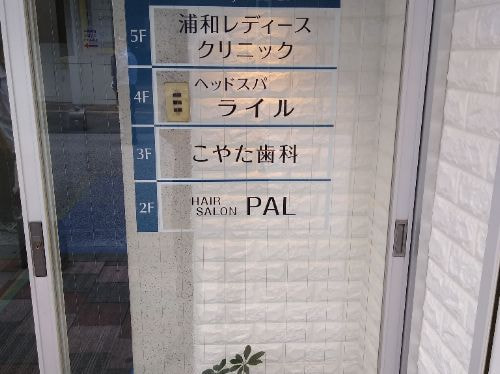 5F
浦和レディース
クリニック
4F
ヘッドスパ
ライル
3F
こやた歯科
2F
HAIR
SALON PAL